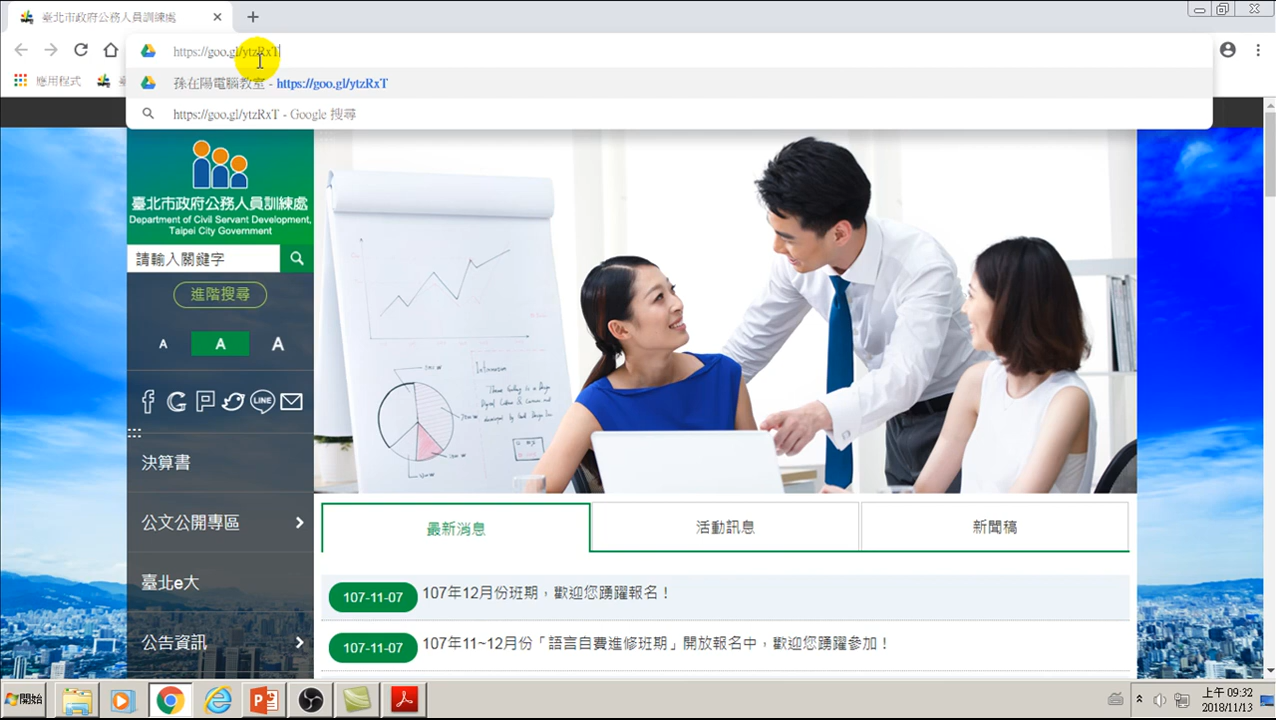 臺北市政府公務人員訓練處
https://goo.gl/ytzRxT
應用程式
孫在陽電腦教室 - https://goo.gl/ytzRxT
https://goo.gl/ytzRxT - Google 搜尋
臺北市政府公務人員訓練處
Department of Civil Servant Development,
Taipei City Government
請輸入關鍵字
進階搜尋
A A A
LINE
決算書
公文公開專區
臺北e大
公告資訊
最新消息 活動訊息 新聞稿
107-11-07 107年12月份班期，歡迎您踴躍報名！
107-11-07 107年11~12月份「語言自費進修班期」開放報名中，歡迎您踴躍參加！
開始
上午 09:32
2018/11/13